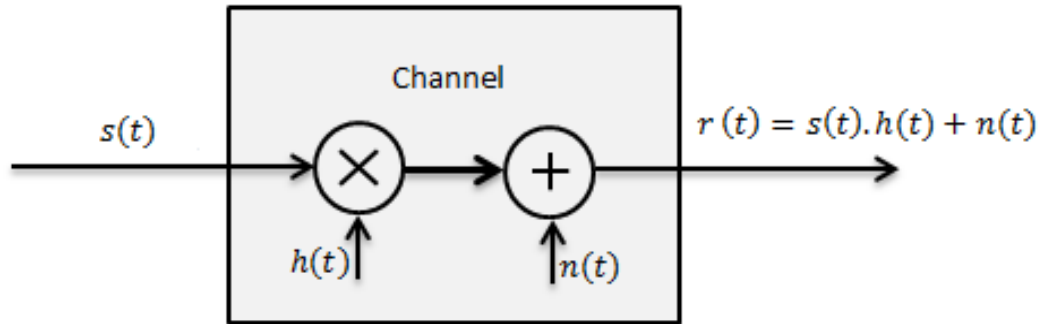 Channel
s(t)
r (t) = s(t).h(t) + n(t)
×
+
h(t)
n(t)